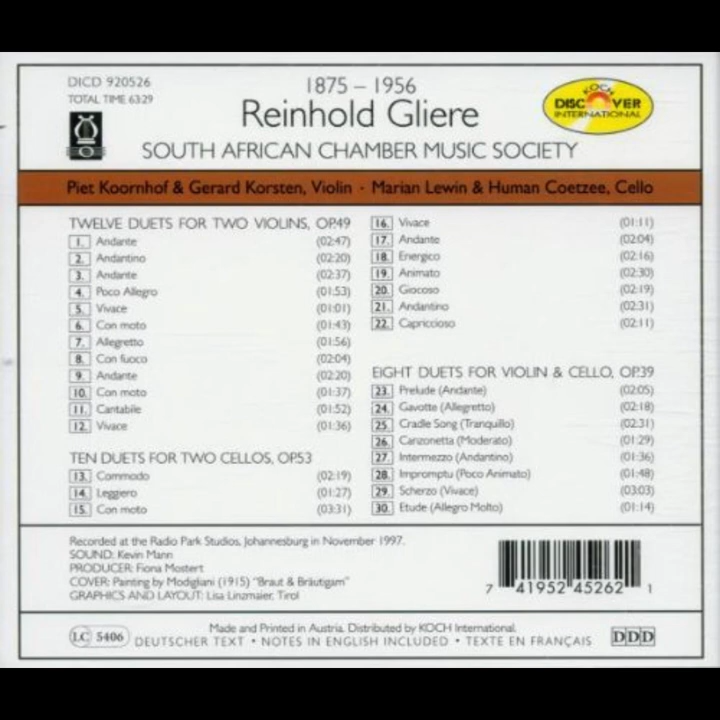 DICD 920526
TOTAL TIME 63:29
1875 – 1956
Reinhold Gliere
SOUTH AFRICAN CHAMBER MUSIC SOCIETY
KOCH
DISCOVER
INTERNATIONAL
Piet Koornhof & Gerard Korsten, Violin · Marian Lewin & Human Coetzee, Cello
TWELVE DUETS FOR TWO VIOLINS, OP.49
1. Andante (02:47)
2. Andantino (02:20)
3. Andante (02:37)
4. Poco Allegro (01:53)
5. Vivace (01:01)
6. Con moto (01:43)
7. Allegretto (01:56)
8. Con fuoco (02:04)
9. Andante (02:20)
10. Con moto (01:37)
11. Cantabile (01:52)
12. Vivace (01:36)
TEN DUETS FOR TWO CELLOS, OP.53
13. Commodo (02:19)
14. Leggiero (01:27)
15. Con moto (03:31)
16. Vivace (01:11)
17. Andante (02:04)
18. Energico (02:16)
19. Animato (02:30)
20. Giocoso (02:19)
21. Andantino (02:31)
22. Capriccioso (02:11)
EIGHT DUETS FOR VIOLIN & CELLO, OP.39
23. Prelude (Andante) (02:05)
24. Gavotte (Allegretto) (02:18)
25. Cradle Song (Tranquillo) (02:31)
26. Canzonetta (Moderato) (01:29)
27. Intermezzo (Andantino) (01:36)
28. Impromptu (Poco Animato) (01:48)
29. Scherzo (Vivace) (03:03)
30. Etude (Allegro Molto) (01:14)
Recorded at the Radio Park Studios, Johannesburg in November 1997.
SOUND: Kevin Mann
PRODUCER: Fiona Mostert
COVER: Painting by Modigliani (1915) "Braut & Bräutigam"
GRAPHICS AND LAYOUT: Lisa Linzmaier, Tirol
7 41952 45262 1
LC 5406
Made and Printed in Austria. Distributed by KOCH International.
DEUTSCHER TEXT • NOTES IN ENGLISH INCLUDED • TEXTE EN FRANÇAIS
DDD